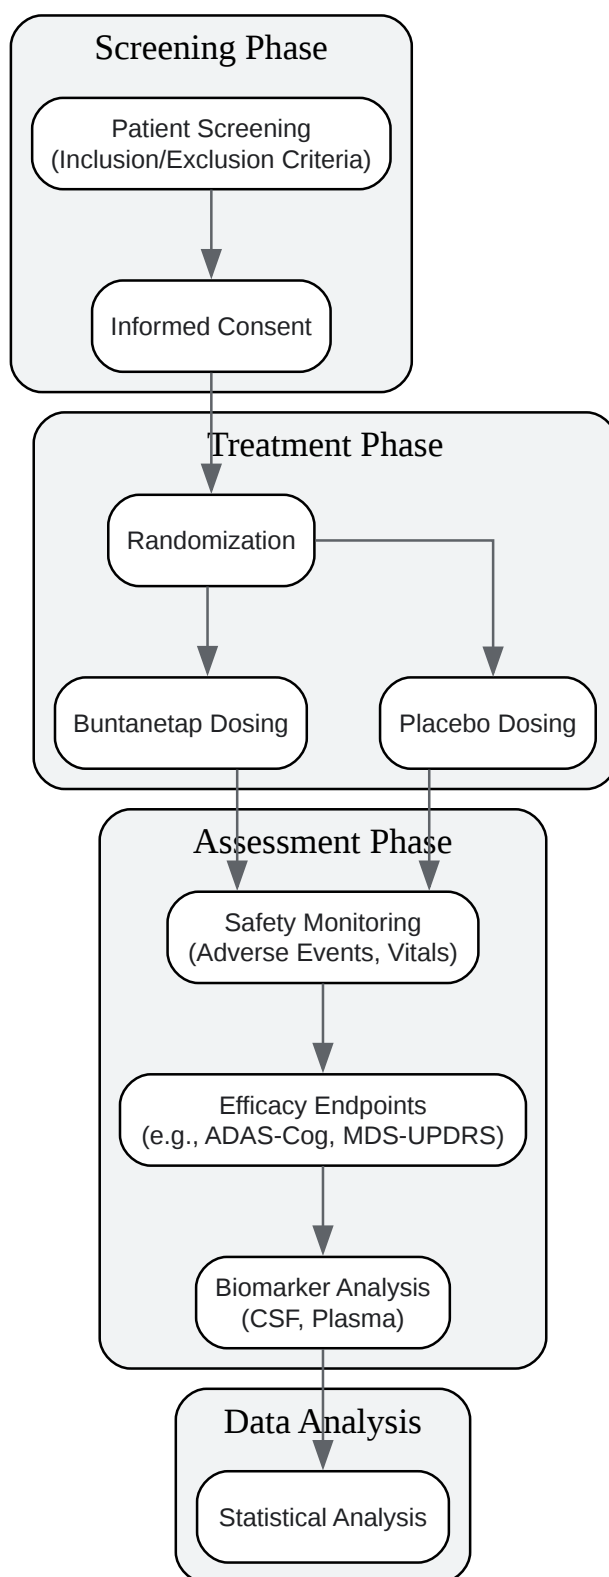 Screening Phase
Patient Screening
(Inclusion/Exclusion Criteria)
Informed Consent
Treatment Phase
Randomization
Buntanetap Dosing
Placebo Dosing
Assessment Phase
Safety Monitoring
(Adverse Events, Vitals)
Efficacy Endpoints
(e.g., ADAS-Cog, MDS-UPDRS)
Biomarker Analysis
(CSF, Plasma)
Data Analysis
Statistical Analysis